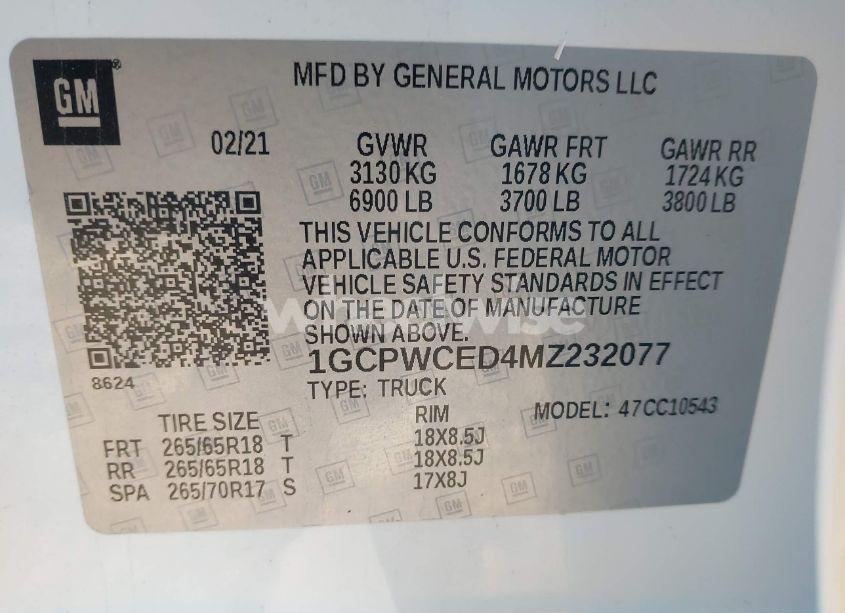 GM
MFD BY GENERAL MOTORS LLC
02/21 GVWR GAWR FRT GAWR RR
3130 KG 1678 KG 1724 KG
6900 LB 3700 LB 3800 LB
THIS VEHICLE CONFORMS TO ALL
APPLICABLE U.S. FEDERAL MOTOR
VEHICLE SAFETY STANDARDS IN EFFECT
ON THE DATE OF MANUFACTURE
SHOWN ABOVE.
1GCPWCED4MZ232077
8624
TYPE: TRUCK
MODEL: 47CC10543
TIRE SIZE RIM
FRT 265/65R18 T 18X8.5J
RR 265/65R18 T 18X8.5J
SPA 265/70R17 S 17X8J